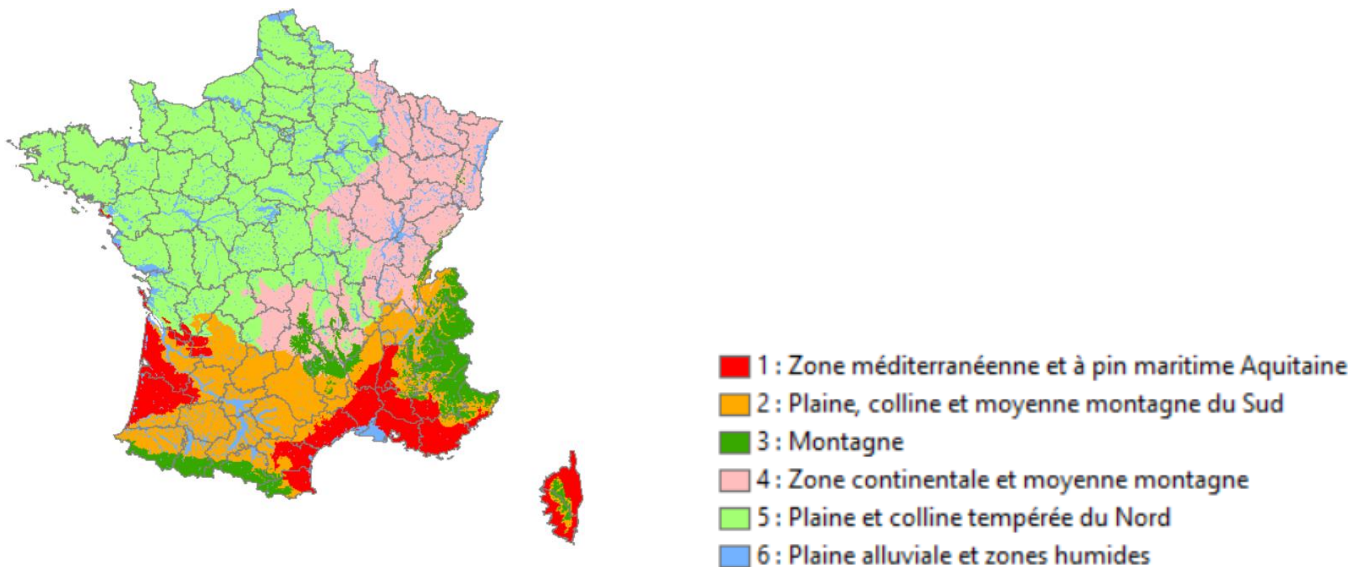 1 : Zone méditerranéenne et à pin maritime Aquitaine
2 : Plaine, colline et moyenne montagne du Sud
3 : Montagne
4 : Zone continentale et moyenne montagne
5 : Plaine et colline tempérée du Nord
6 : Plaine alluviale et zones humides